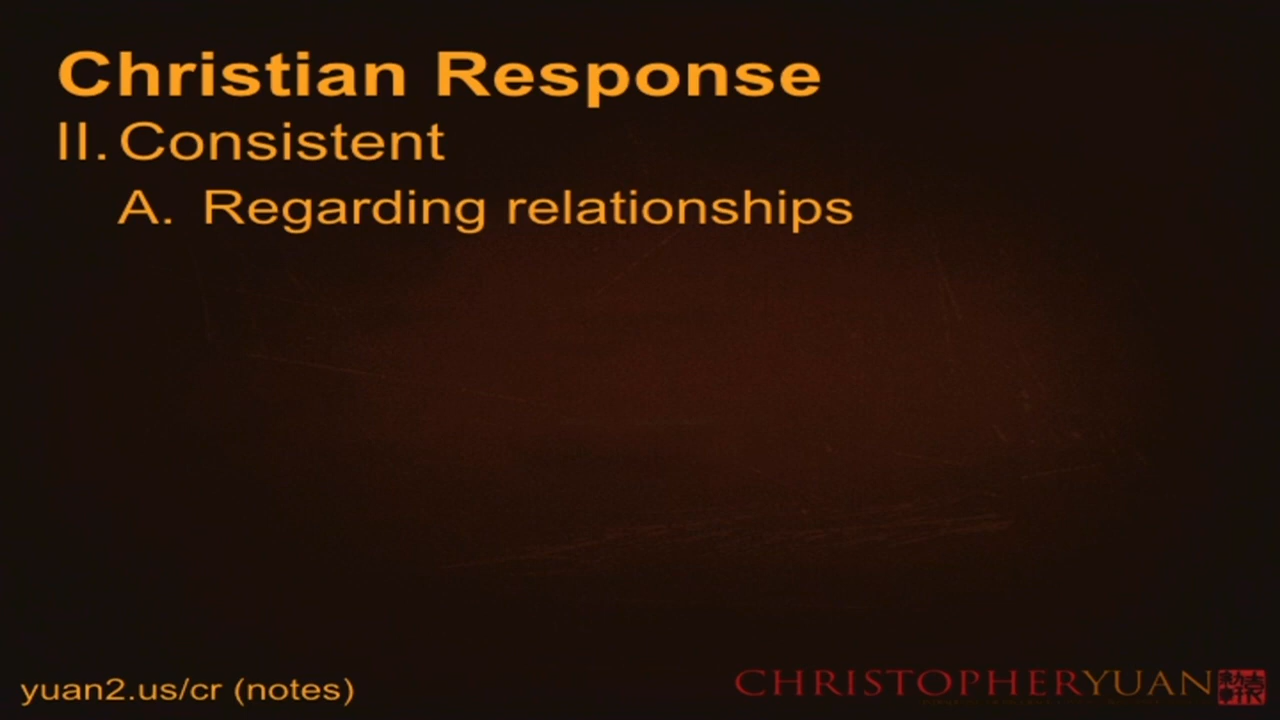 Christian Response
II. Consistent
A. Regarding relationships
yuan2.us/cr (notes)
CHRISTOPHERYUAN